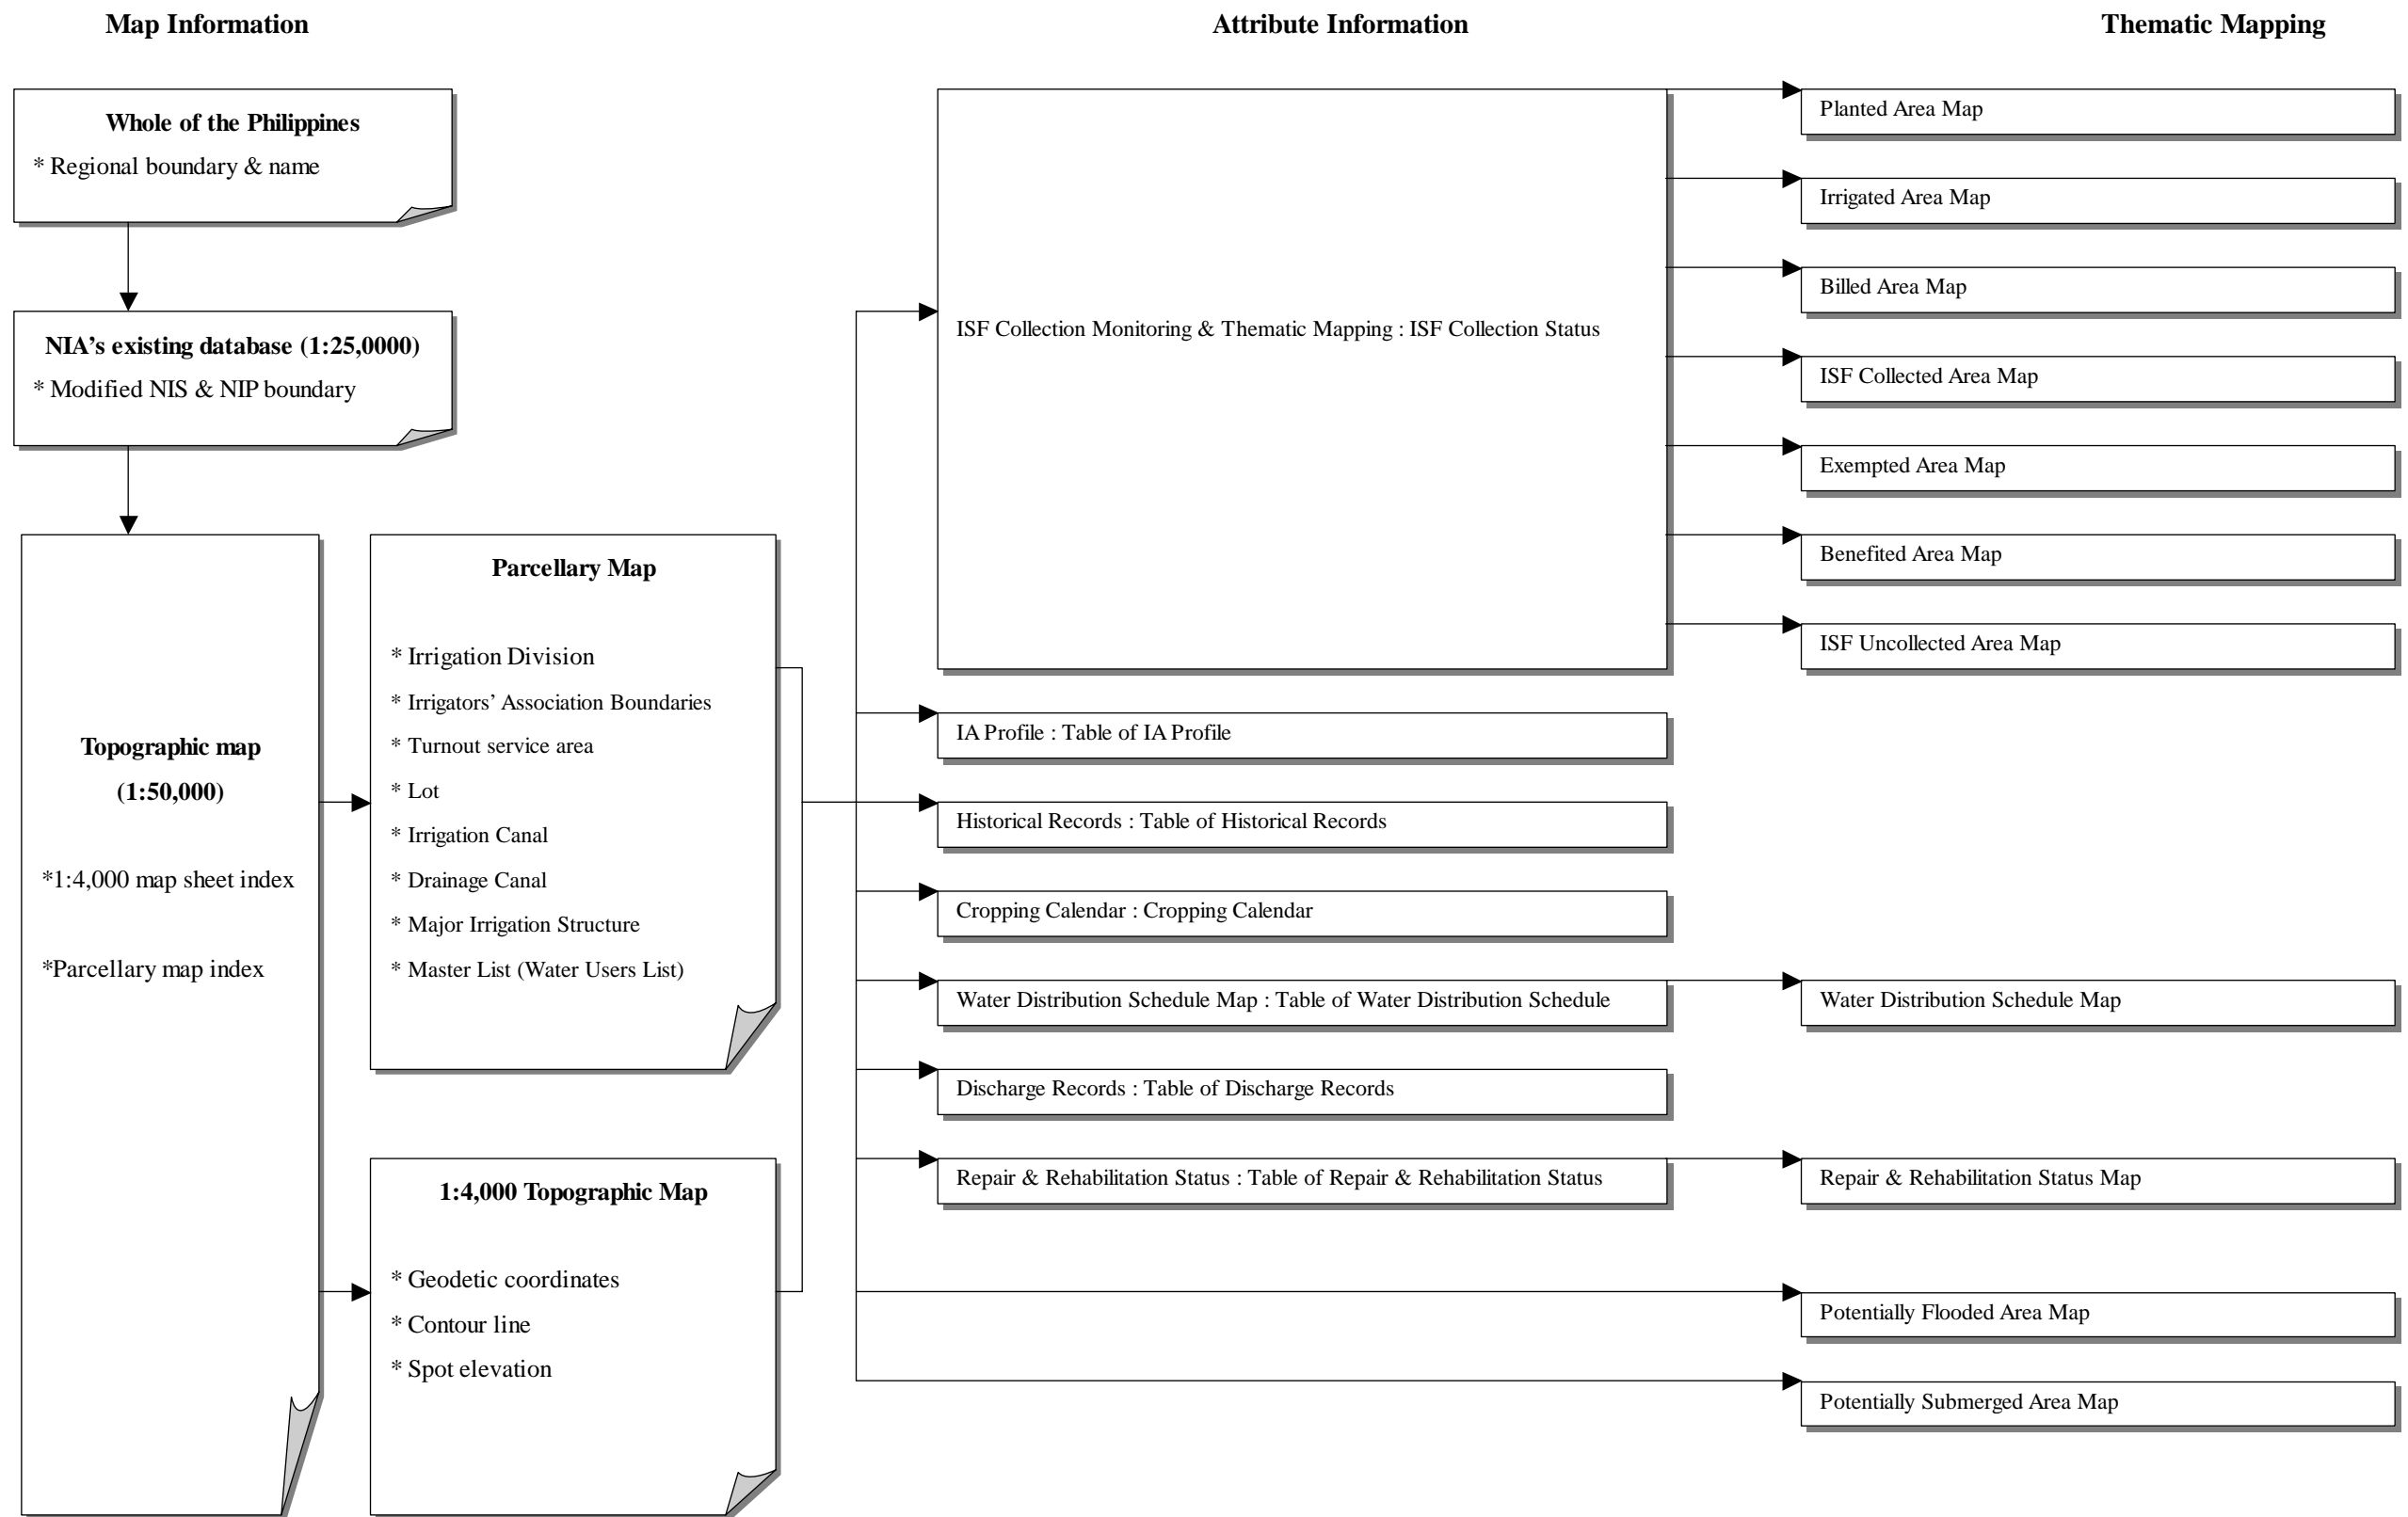 Map Information
Attribute Information
Thematic Mapping
Whole of the Philippines
* Regional boundary & name
NIA's existing database (1:25,0000)
* Modified NIS & NIP boundary
Topographic map
(1:50,000)
*1:4,000 map sheet index
*Parcellary map index
Parcellary Map
* Irrigation Division
* Irrigators' Association Boundaries
* Turnout service area
* Lot
* Irrigation Canal
* Drainage Canal
* Major Irrigation Structure
* Master List (Water Users List)
1:4,000 Topographic Map
* Geodetic coordinates
* Contour line
* Spot elevation
ISF Collection Monitoring & Thematic Mapping : ISF Collection Status
IA Profile : Table of IA Profile
Historical Records : Table of Historical Records
Cropping Calendar : Cropping Calendar
Water Distribution Schedule Map : Table of Water Distribution Schedule
Discharge Records : Table of Discharge Records
Repair & Rehabilitation Status : Table of Repair & Rehabilitation Status
Planted Area Map
Irrigated Area Map
Billed Area Map
ISF Collected Area Map
Exempted Area Map
Benefited Area Map
ISF Uncollected Area Map
Water Distribution Schedule Map
Repair & Rehabilitation Status Map
Potentially Flooded Area Map
Potentially Submerged Area Map